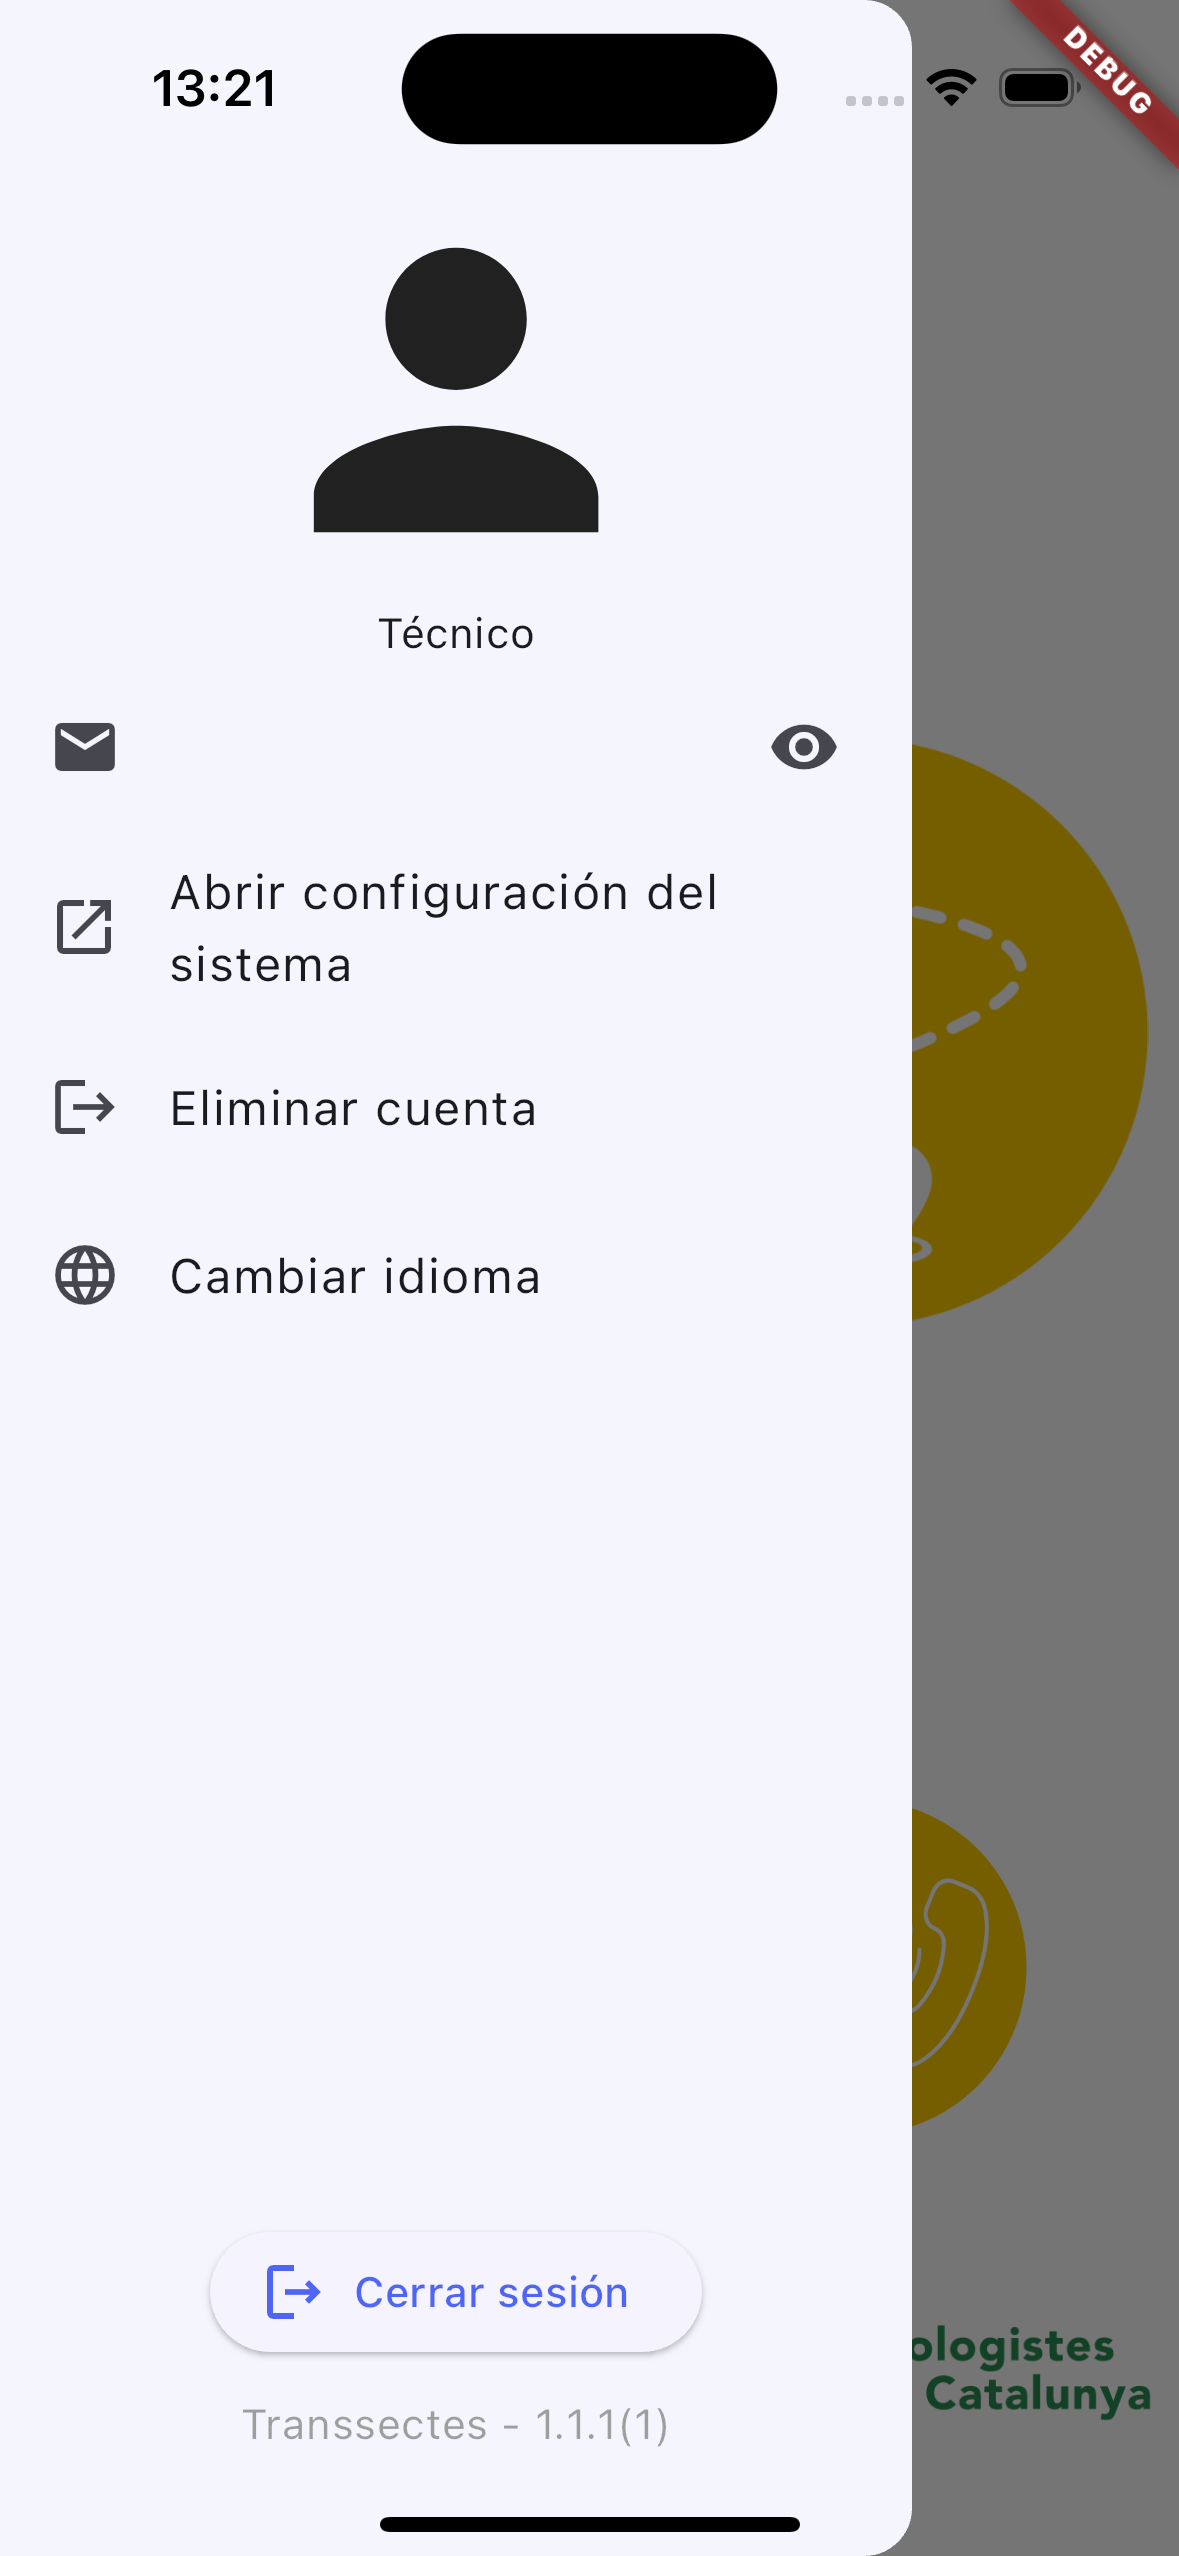 13:21
DEBUG
Técnico
Abrir configuración del
sistema
Eliminar cuenta
Cambiar idioma
Cerrar sesión
ologistes
Catalunya
Transsectes - 1.1.1(1)